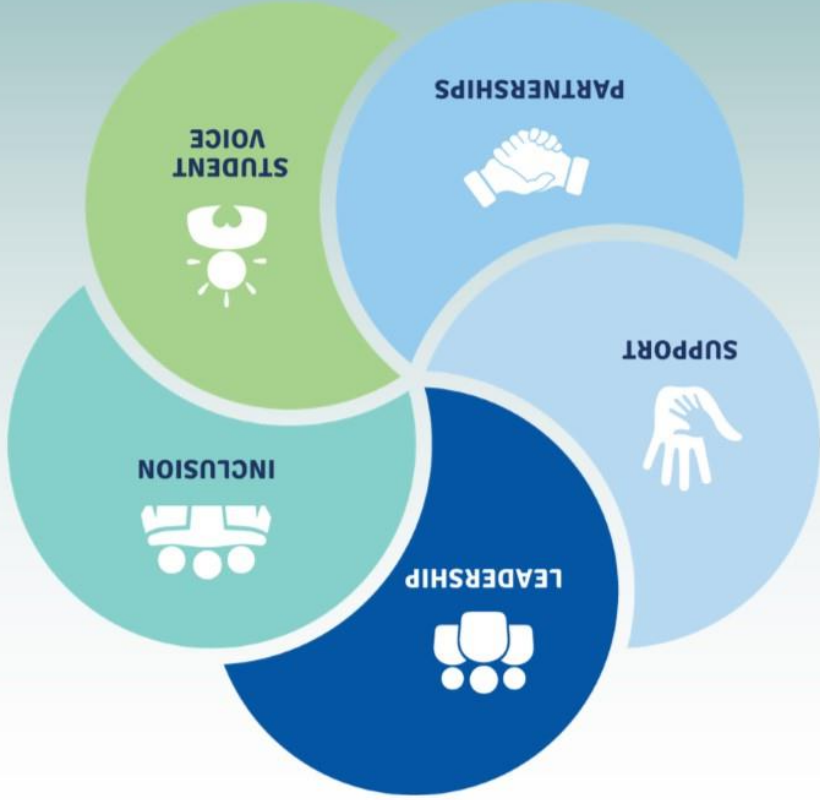 LEADERSHIP
INCLUSION
STUDENT
VOICE
PARTNERSHIPS
SUPPORT